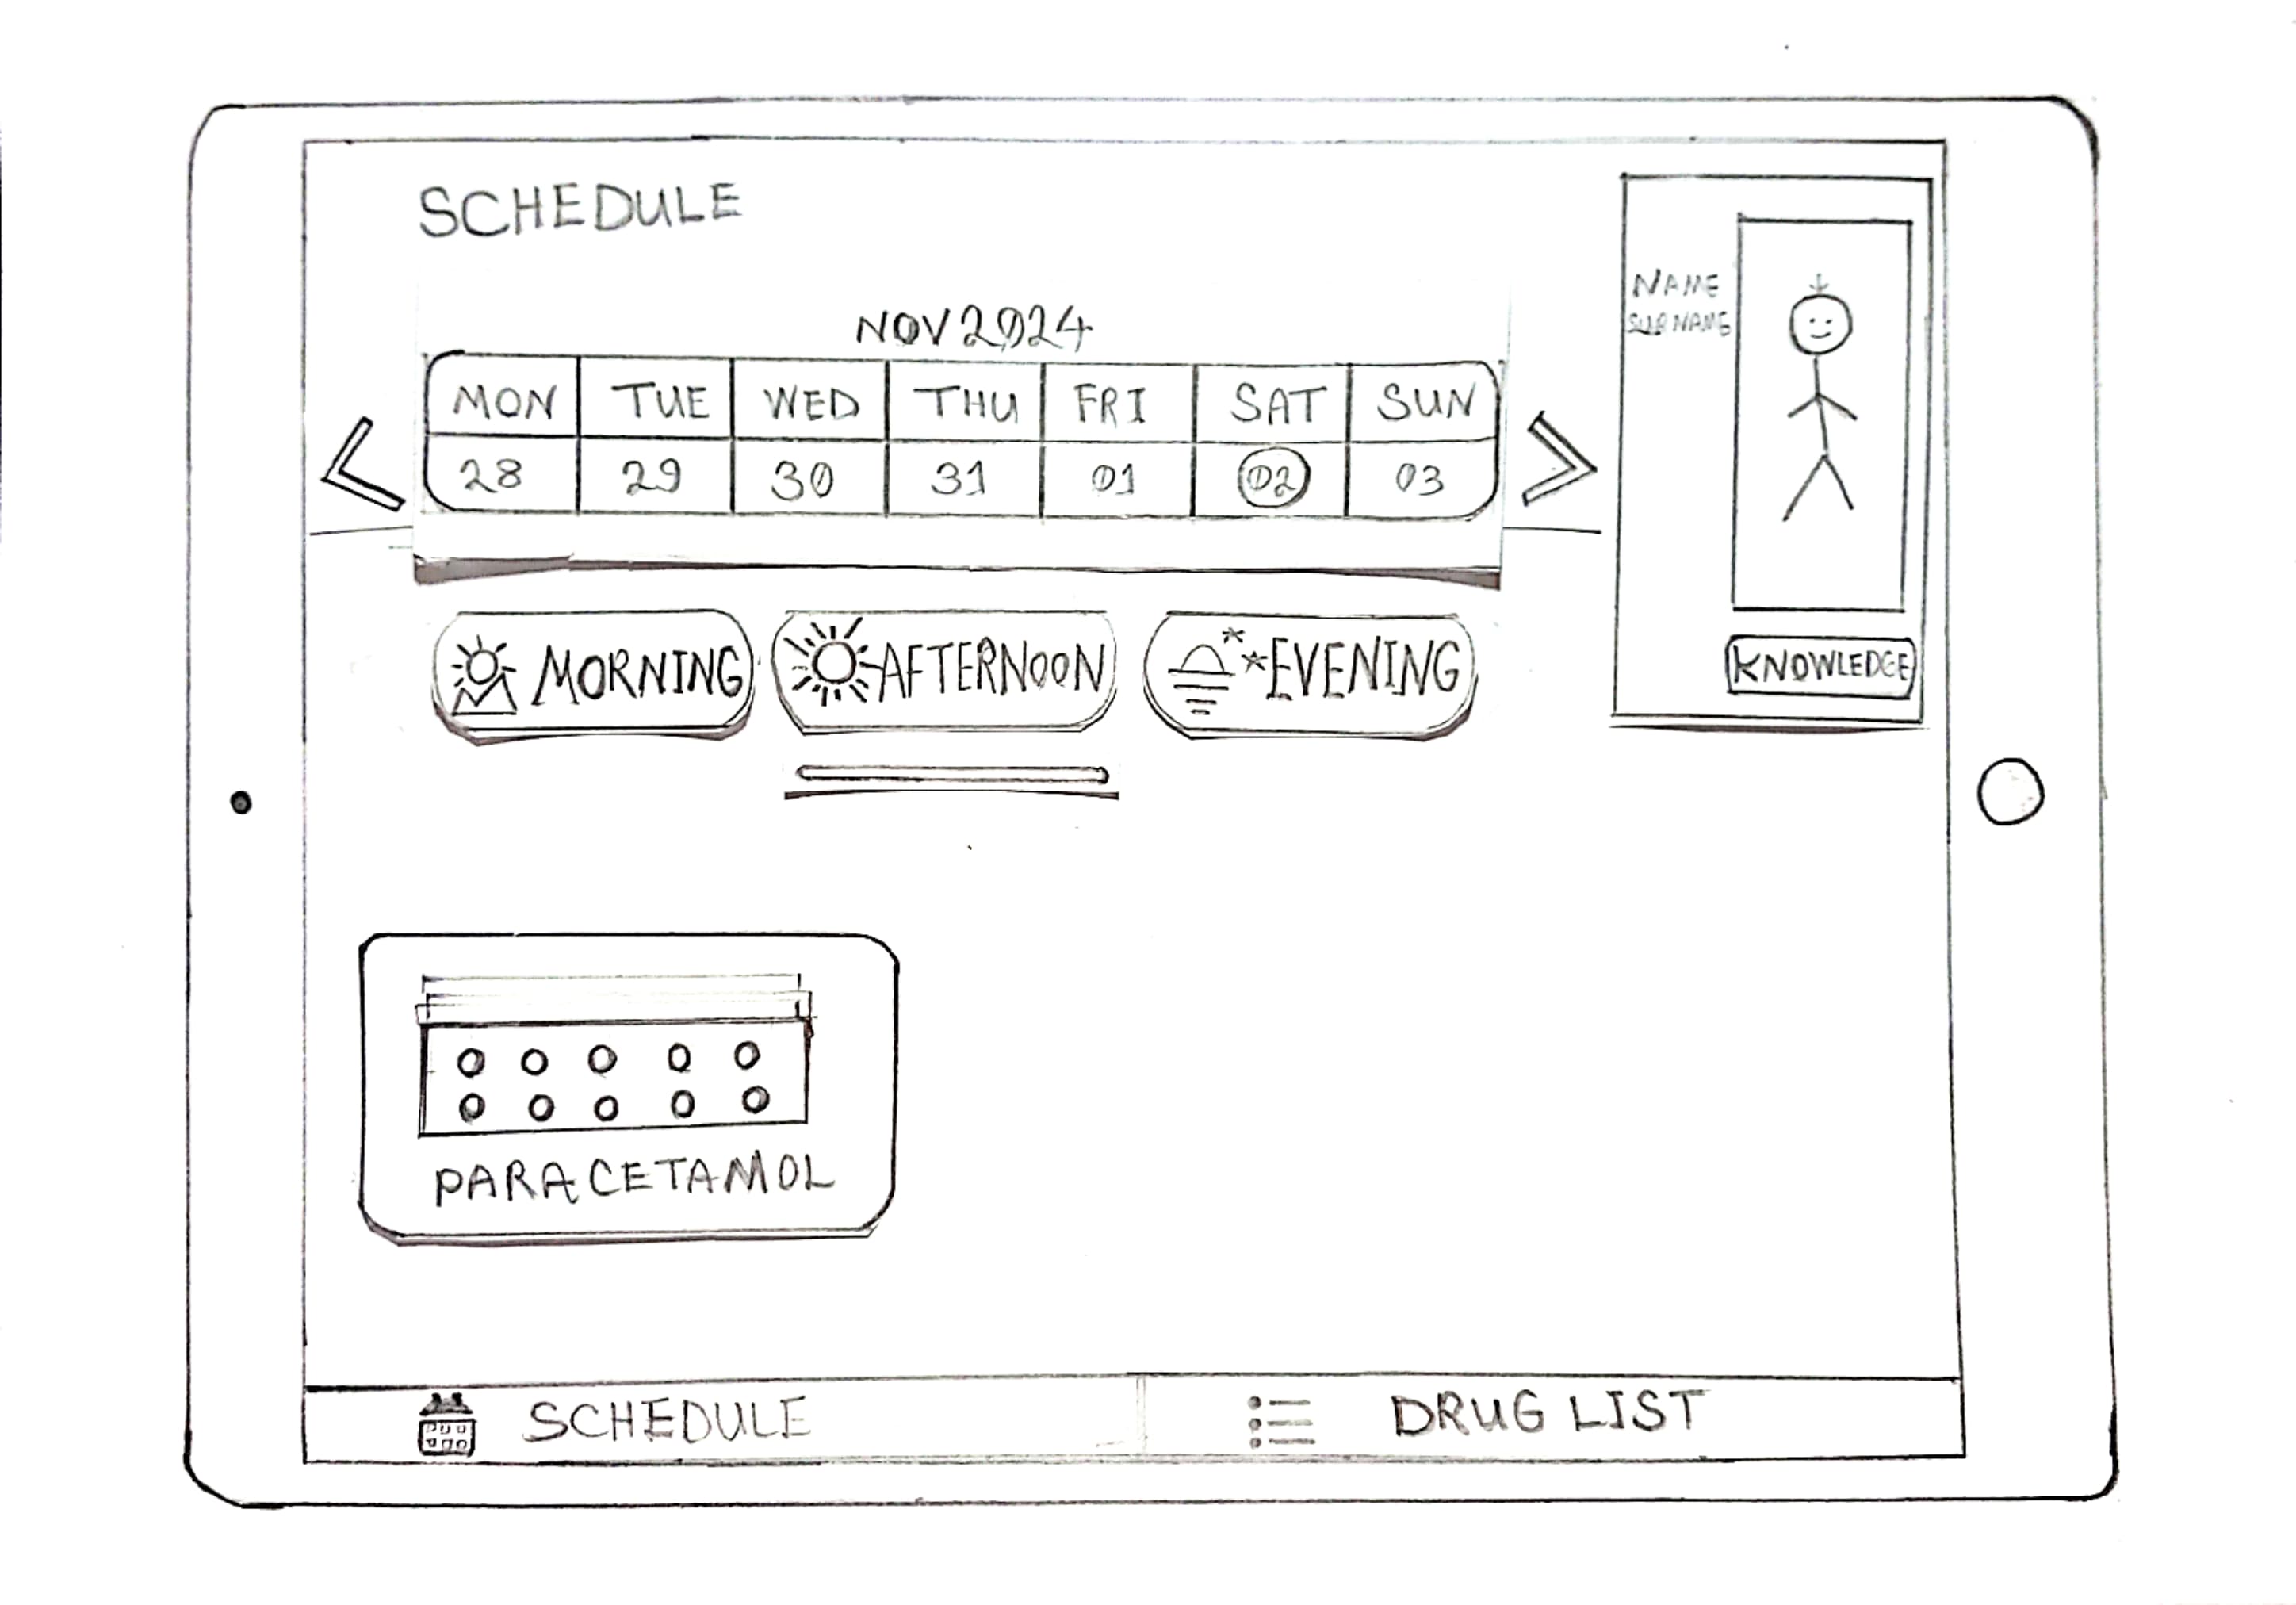 SCHEDULE
NOV 2024
MON TUE WED THU FRI SAT SUN
28 29 30 31 01 02 03
NAME
SURNAME
KNOWLEDGE
MORNING AFTERNOON EVENING
PARACETAMOL
SCHEDULE DRUG LIST